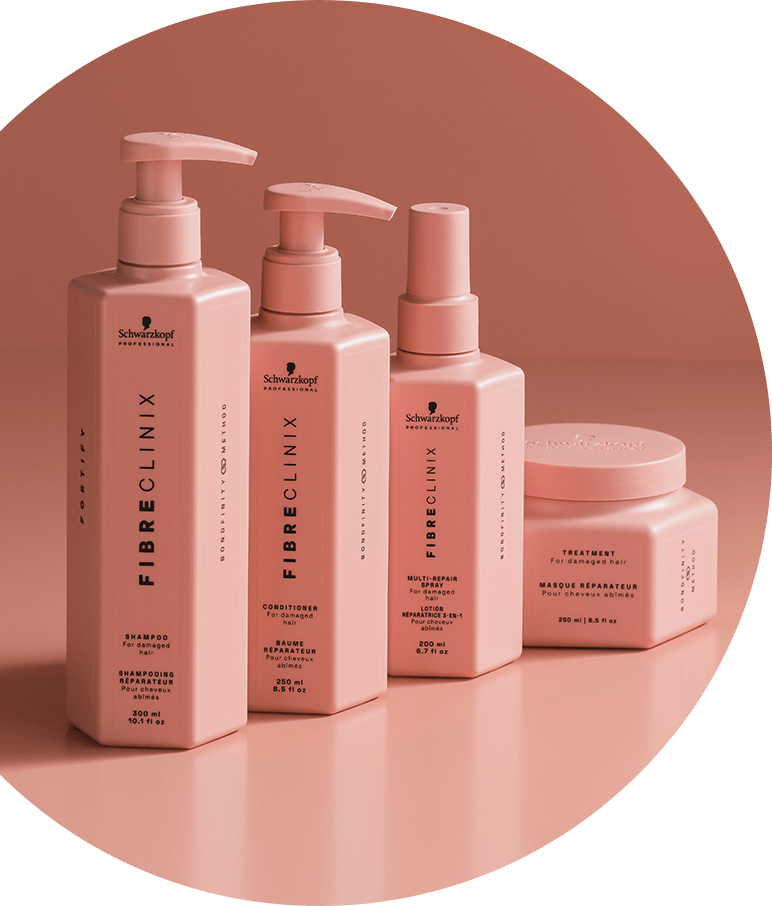 FORTIFY
Schwarzkopf
PROFESSIONAL
FIBRECLINIX
BONDFINITY METHOD
SHAMPOO
For damaged
hair
SHAMPOOING
RÉPARATEUR
Pour cheveux
abîmés
300 ml
10.1 fl oz
Schwarzkopf
PROFESSIONAL
FIBRECLINIX
BONDFINITY METHOD
CONDITIONER
For damaged
hair
BAUME
RÉPARATEUR
Pour cheveux
abîmés
250 ml
8.5 fl oz
Schwarzkopf
PROFESSIONAL
FIBRECLINIX
BONDFINITY METHOD
MULTI-REPAIR
SPRAY
For damaged
hair
LOTION
RÉPARATRICE 3-EN-1
Pour cheveux
abîmés
200 ml
6.7 fl oz
Schwarzkopf
TREATMENT
For damaged hair
MASQUE RÉPARATEUR
Pour cheveux abîmés
250 ml | 8.5 fl oz
BONDFINITY
METHOD